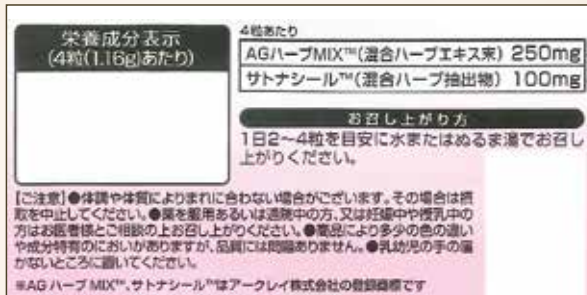 栄養成分表示
(4粒(1.16g)あたり)
4粒あたり
AGハーブMIX™(混合ハーブエキス末) 250mg
サトナシール™(混合ハーブ抽出物) 100mg
お召し上がり方
1日2～4粒を目安に水またはぬるま湯でお召し
上がりください。
【ご注意】●体調や体質によりまれに合わない場合がございます。その場合は摂
取を中止してください。●薬を服用あるいは通院中の方、又は妊娠中や授乳中の
方はお医者様とご相談の上お召し上がりください。●商品により多少の色の違い
や成分特有のにおいがありますが、品質には問題ありません。●乳幼児の手の届
かないところに置いてください。
※AGハーブMIX™、サトナシール™はアークレイ株式会社の登録商標です